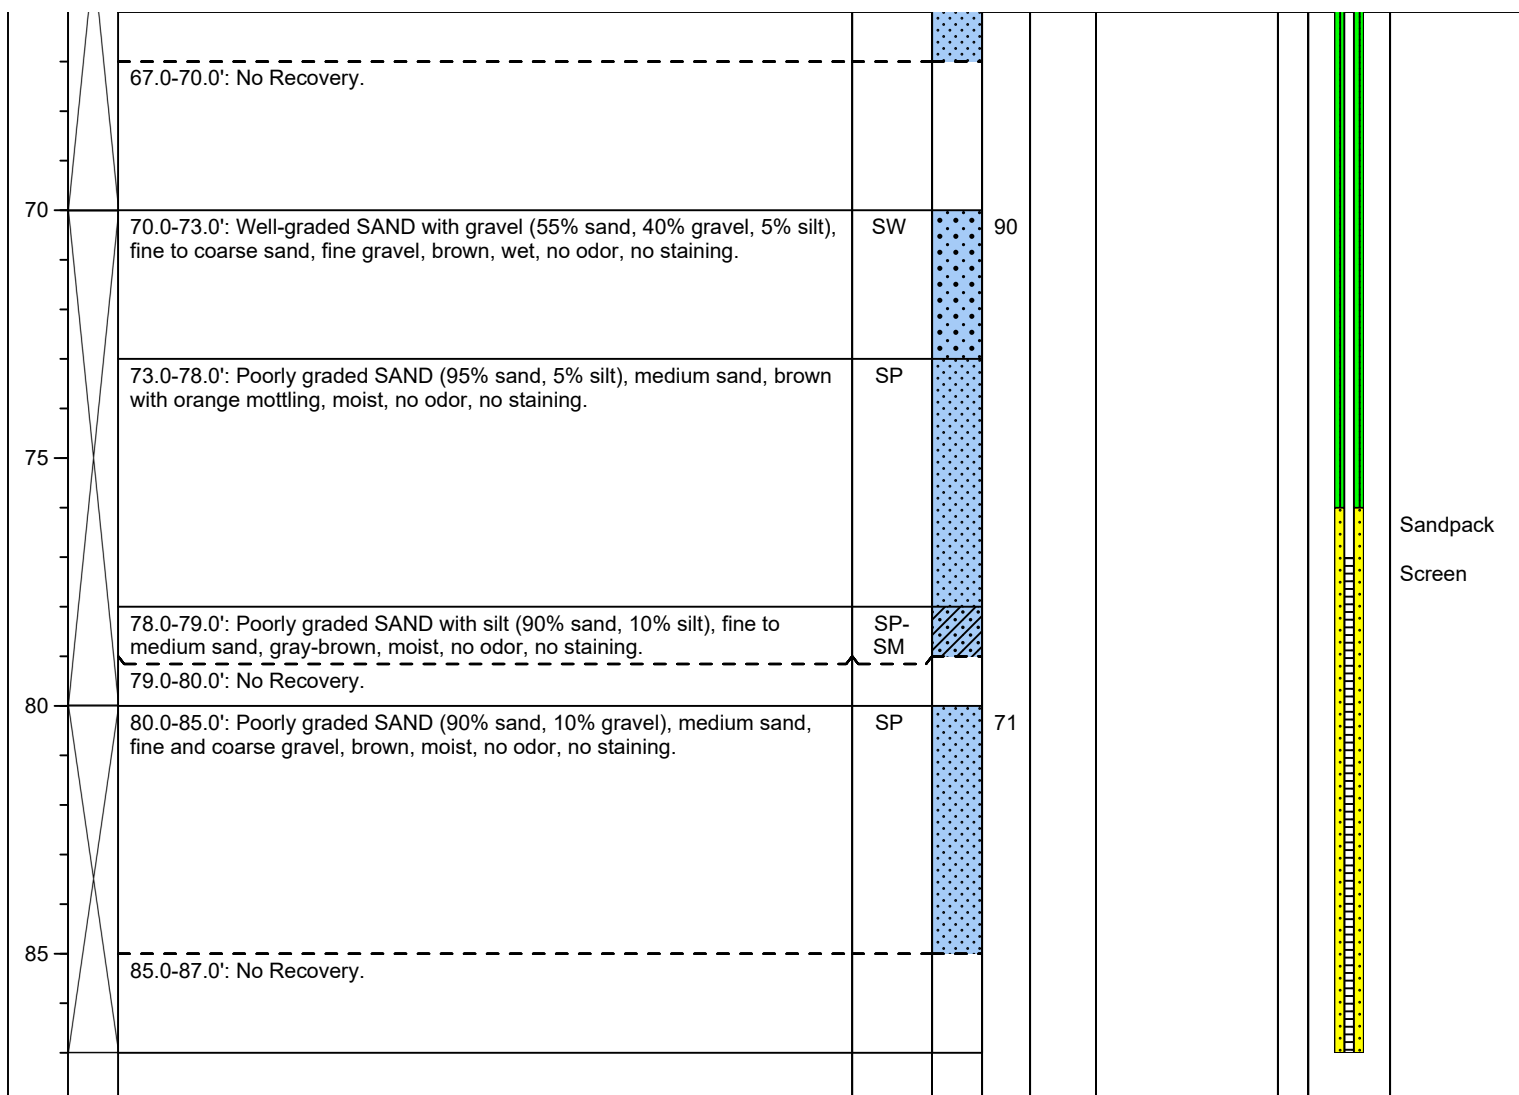 67.0-70.0': No Recovery.
70
70.0-73.0': Well-graded SAND with gravel (55% sand, 40% gravel, 5% silt),
fine to coarse sand, fine gravel, brown, wet, no odor, no staining.
SW
90
73.0-78.0': Poorly graded SAND (95% sand, 5% silt), medium sand, brown
with orange mottling, moist, no odor, no staining.
SP
75
Sandpack
Screen
78.0-79.0': Poorly graded SAND with silt (90% sand, 10% silt), fine to
medium sand, gray-brown, moist, no odor, no staining.
SP-
SM
79.0-80.0': No Recovery.
80
80.0-85.0': Poorly graded SAND (90% sand, 10% gravel), medium sand,
fine and coarse gravel, brown, moist, no odor, no staining.
SP
71
85
85.0-87.0': No Recovery.